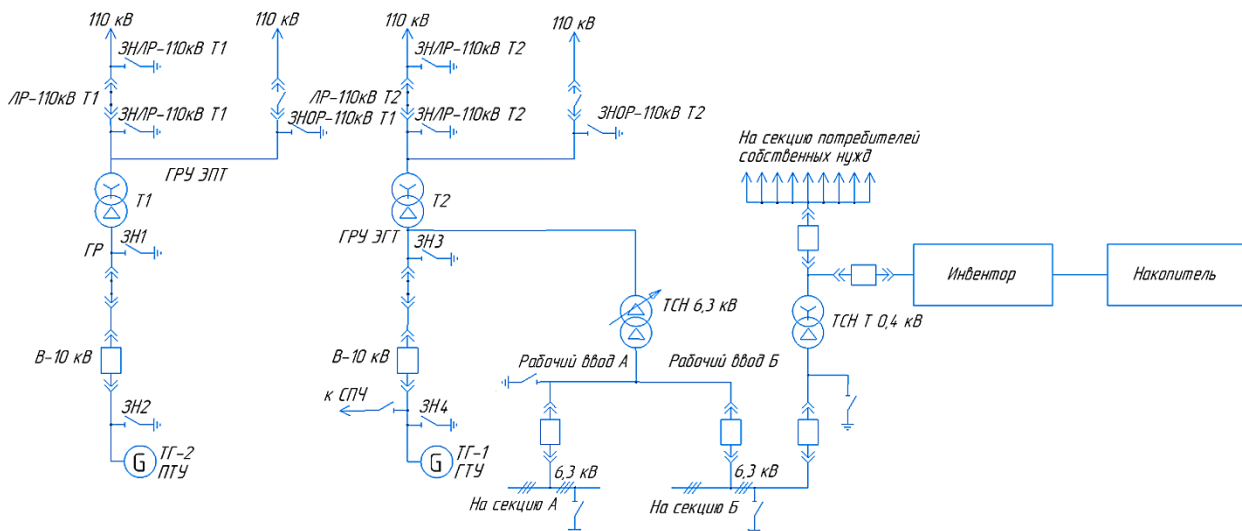 110 кВ
110 кВ
110 кВ
110 кВ
ЗН/ЛР-110кВ Т1
ЗН/ЛР-110кВ Т2
ЛР-110кВ Т1
ЛР-110кВ Т2
ЗН/ЛР-110кВ Т1
ЗНОР-110кВ Т1
ЗН/ЛР-110кВ Т2
ЗНОР-110кВ Т2
На секцию потребителей
собственных нужд
ГРУ ЭПТ
Т1
Т2
ГРУ ЭГТ
ГР
ЗН1
ЗН3
Инвентор
Накопитель
ТСН 6,3 кВ
ТСН Т 0,4 кВ
В-10 кВ
В-10 кВ
Рабочий ввод А
Рабочий ввод Б
к СПЧ
ЗН2
ЗН4
G
ТГ-2
ПТУ
G
ТГ-1
ГТУ
6,3 кВ
6,3 кВ
На секцию А
На секцию Б